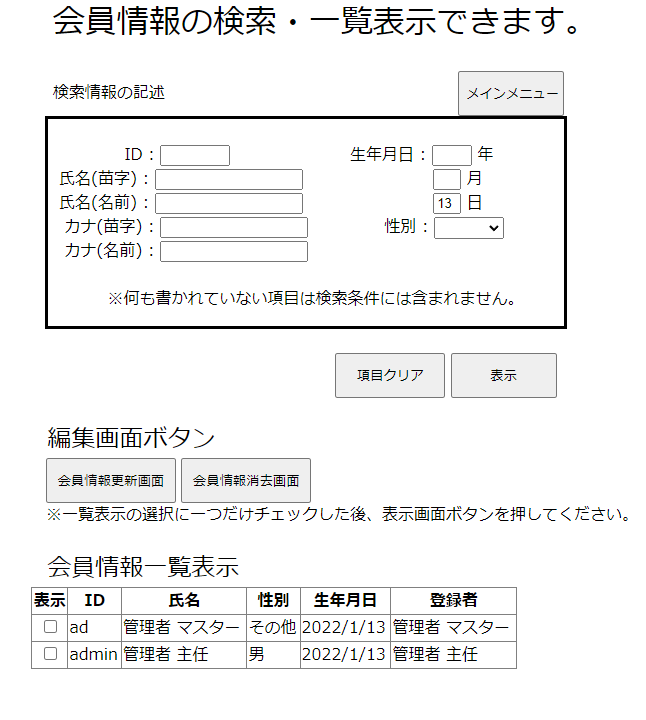 会員情報の検索・一覧表示できます。
検索情報の記述
メインメニュー
ID： 生年月日： 年
氏名(苗字)： 月
氏名(名前)： 13 日
カナ(苗字)： 性別：
カナ(名前)：
※何も書かれていない項目は検索条件には含まれません。
項目クリア 表示
編集画面ボタン
会員情報更新画面 会員情報消去画面
※一覧表示の選択に一つだけチェックした後、表示画面ボタンを押してください。
会員情報一覧表示
表示 ID 氏名 性別 生年月日 登録者
ad 管理者 マスター その他 2022/1/13 管理者 マスター
admin 管理者 主任 男 2022/1/13 管理者 主任